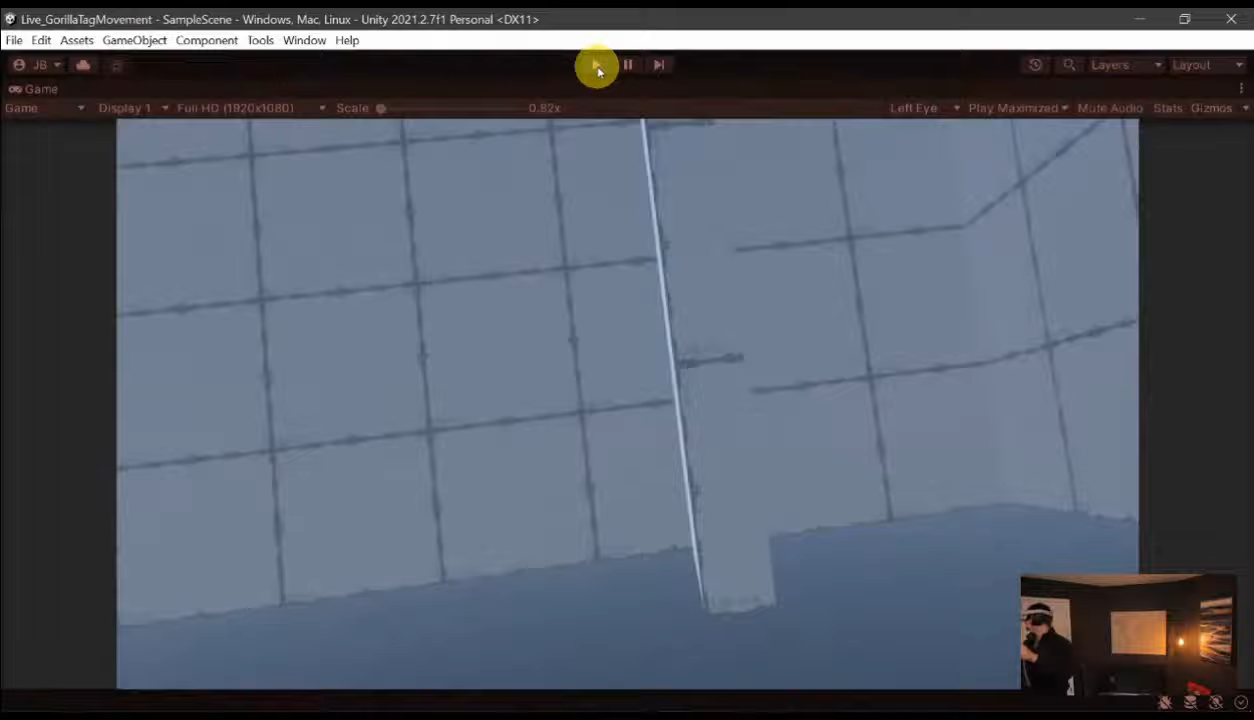 Live_GorillaTagMovement - SampleScene - Windows, Mac, Linux - Unity 2021.2.7f1 Personal <DX11>
File Edit Assets GameObject Component Tools Window Help
JB Layers Layout
Game
Game Display 1 Full HD (1920x1080) Scale 0.82x Left Eye Play Maximized Mute Audio Stats Gizmos